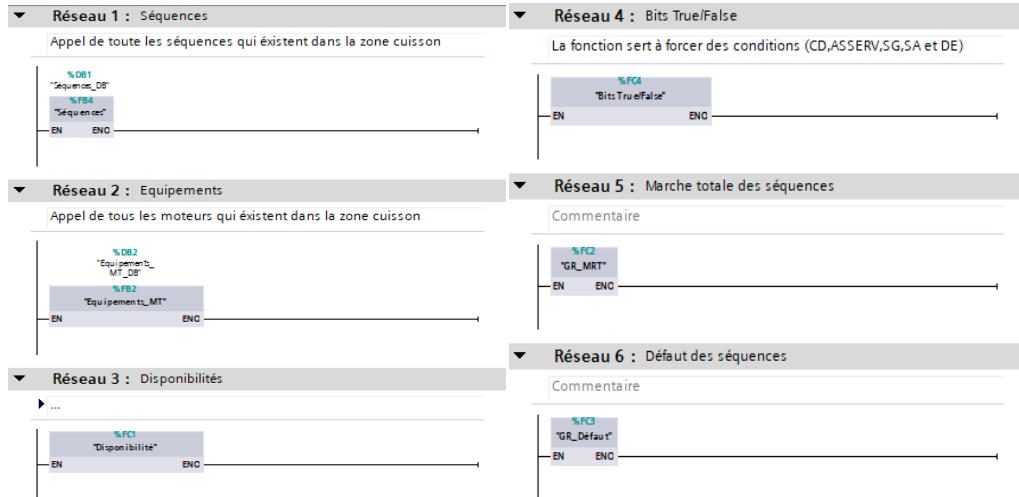 Réseau 1 : Séquences
Appel de toute les séquences qui éxistent dans la zone cuisson
%DB1
"Séquences_DB"
%FB4
"Séquences"
EN ENO
Réseau 2 : Equipements
Appel de tous les moteurs qui éxistent dans la zone cuisson
%DB2
"Equipements_
MT_DB"
%FB2
"Equipements_MT"
EN ENO
Réseau 3 : Disponibilités
...
%FC1
"Disponibilité"
EN ENO
Réseau 4 : Bits True/False
La fonction sert à forcer des conditions (CD,ASSERV,SG,SA et DE)
%FC4
"Bits True/False"
EN ENO
Réseau 5 : Marche totale des séquences
Commentaire
%FC2
"GR_MRT"
EN ENO
Réseau 6 : Défaut des séquences
Commentaire
%FC3
"GR_Défaut"
EN ENO